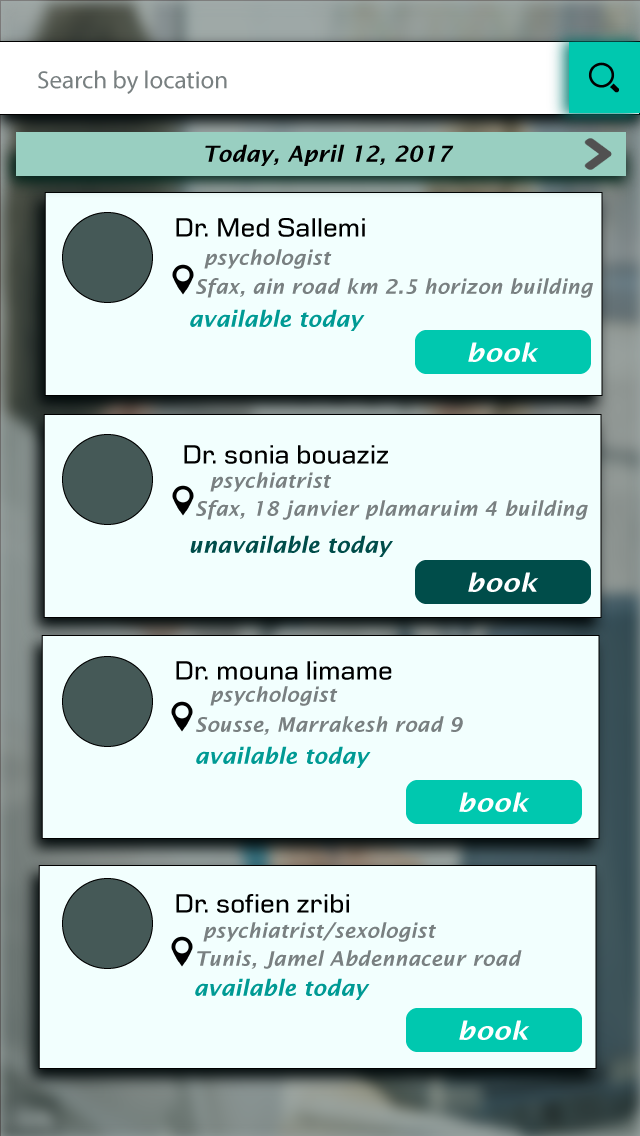 Search by location
Today, April 12, 2017
Dr. Med Sallemi
psychologist
Sfax, ain road km 2.5 horizon building
available today
book
Dr. sonia bouaziz
psychiatrist
Sfax, 18 janvier plamaruim 4 building
unavailable today
book
Dr. mouna limame
psychologist
Sousse, Marrakesh road 9
available today
book
Dr. sofien zribi
psychiatrist/sexologist
Tunis, Jamel Abdennaceur road
available today
book